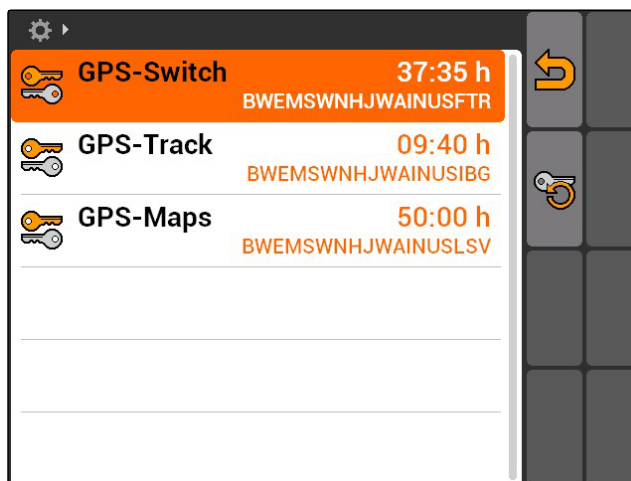 GPS-Switch 37:35 h
BWEMSWNHJWAINUSFTR
GPS-Track 09:40 h
BWEMSWNHJWAINUSIBG
GPS-Maps 50:00 h
BWEMSWNHJWAINUSLSV